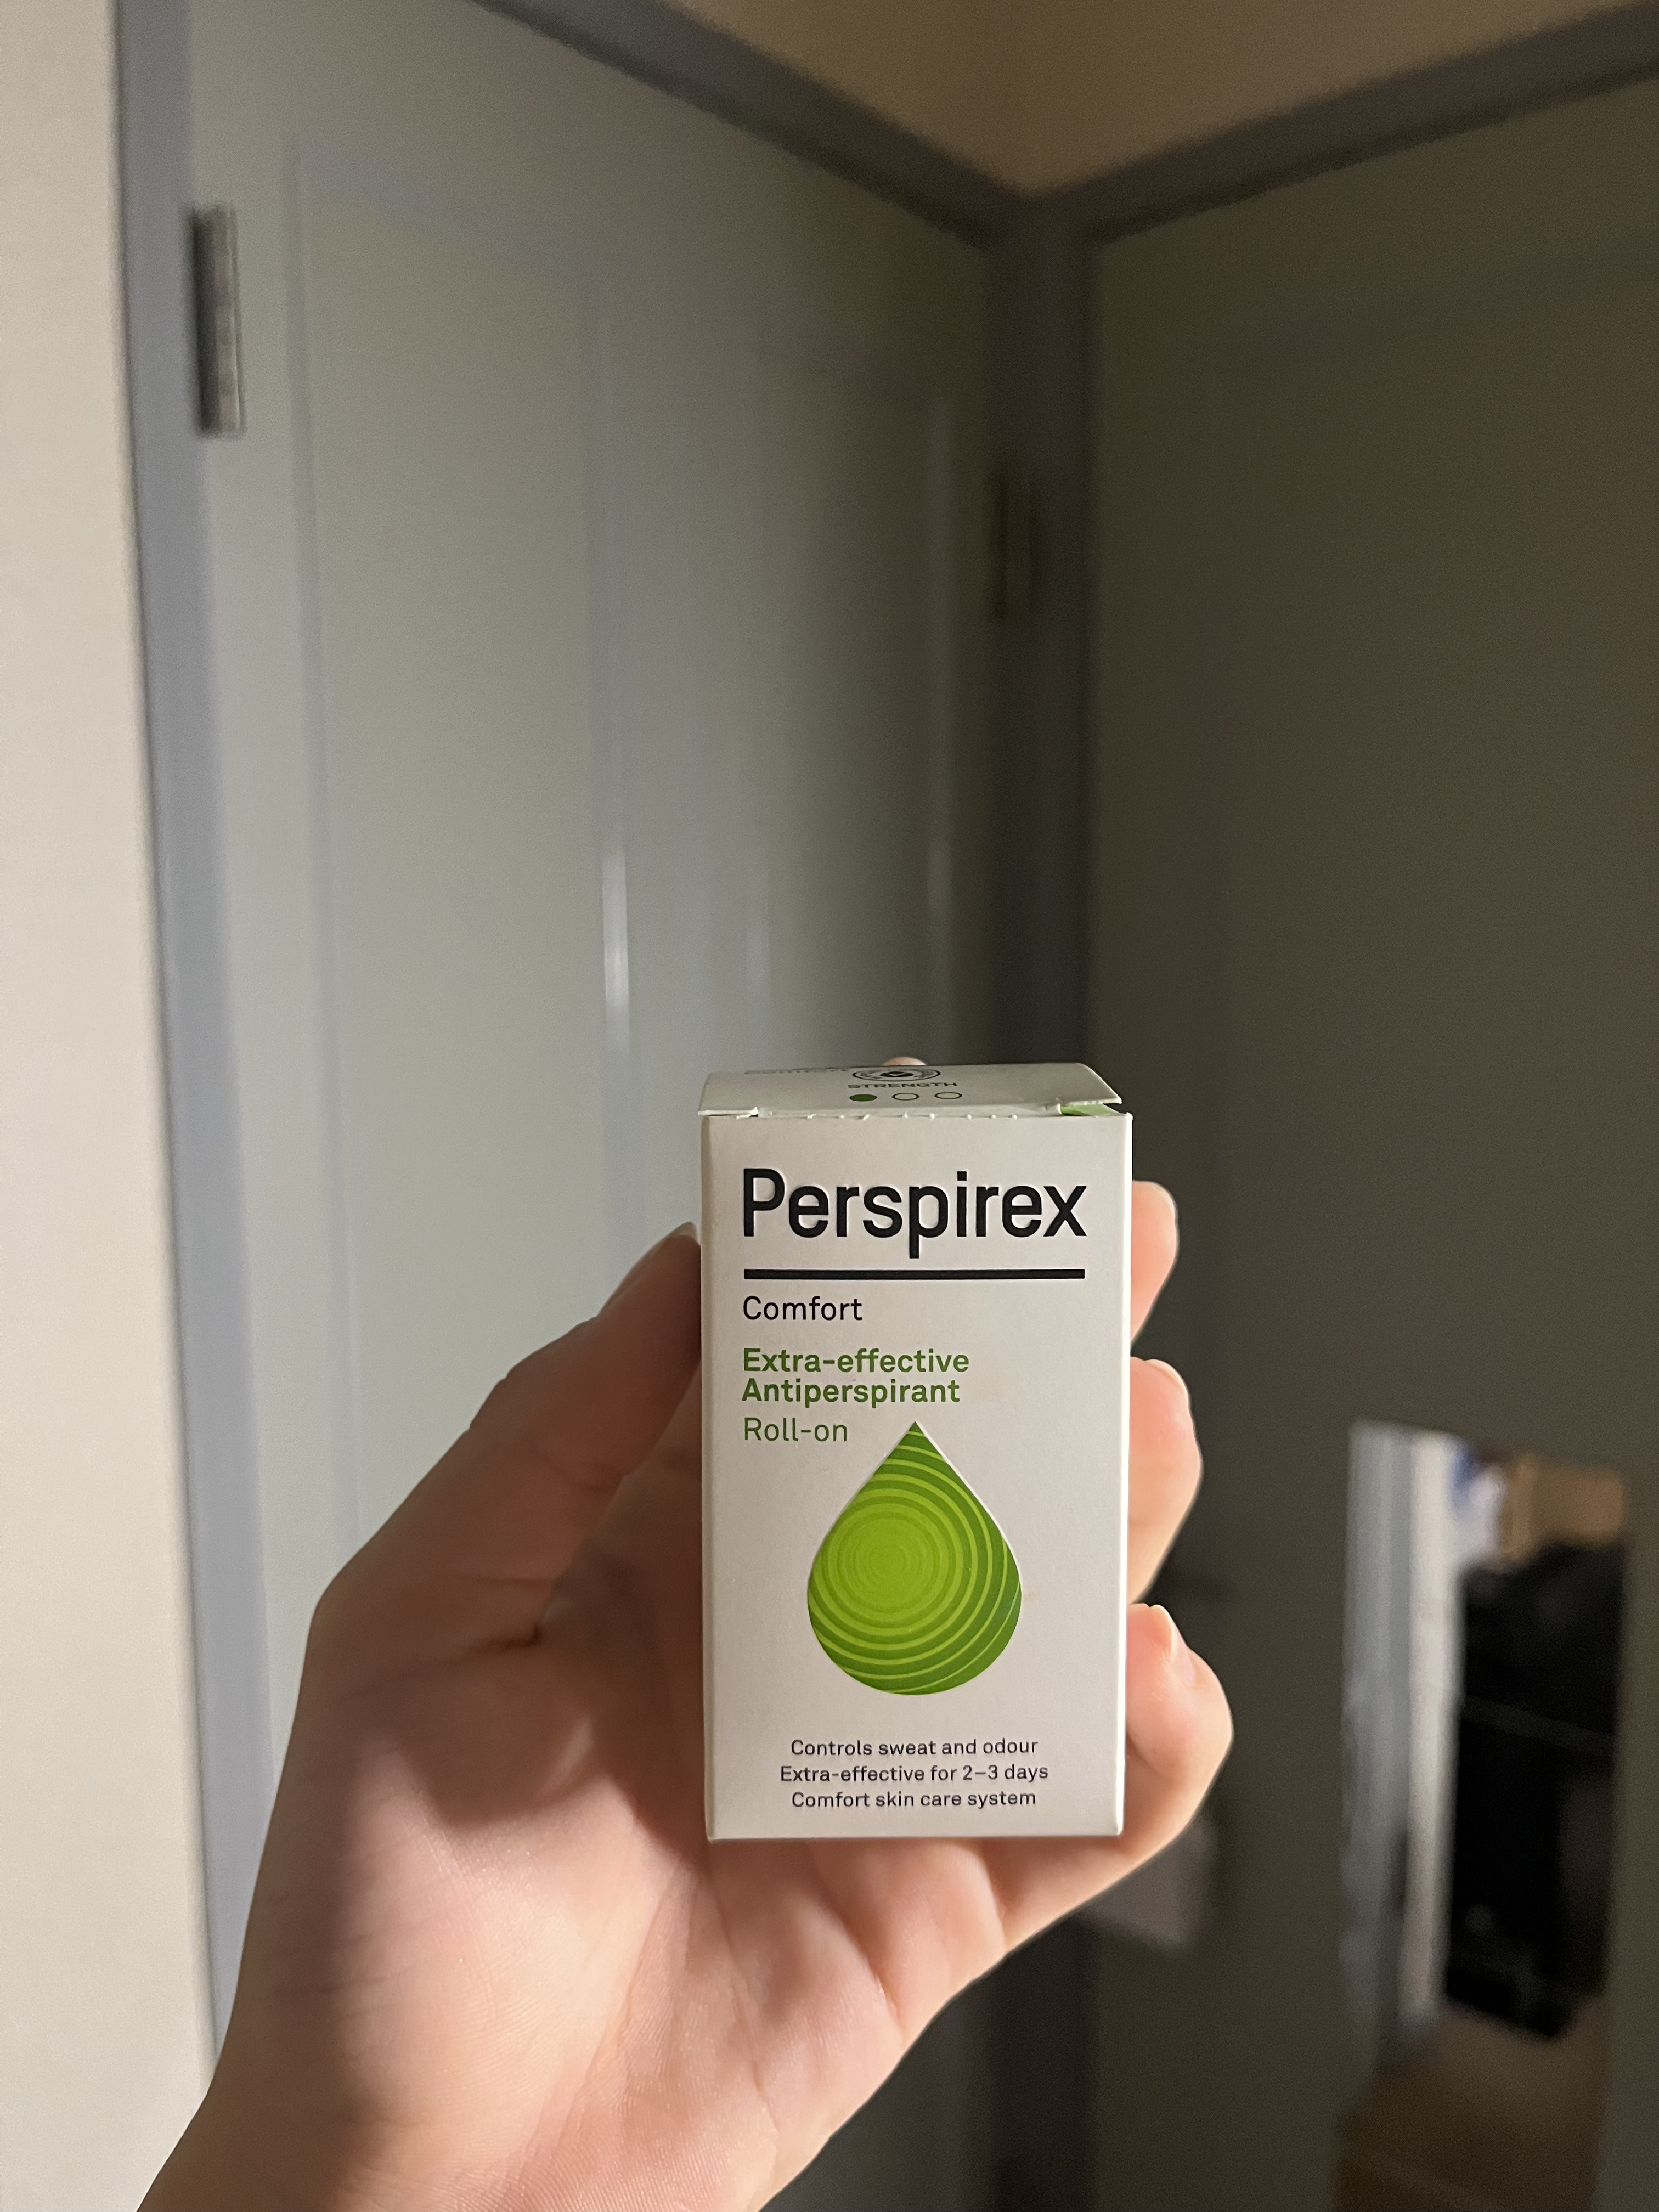 STRENGTH
Perspirex
Comfort
Extra-effective
Antiperspirant
Roll-on
Controls sweat and odour
Extra-effective for 2–3 days
Comfort skin care system